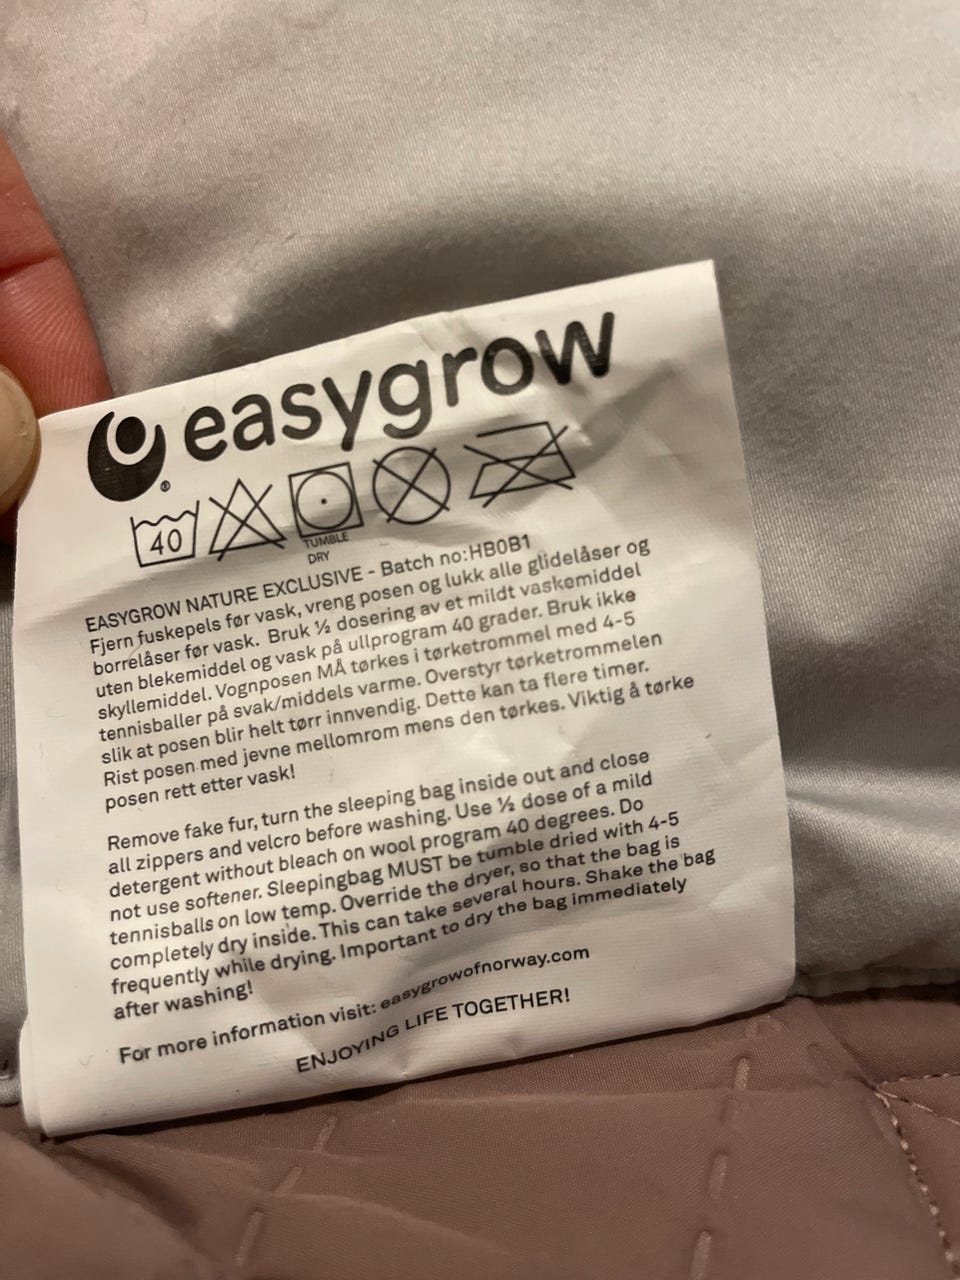 easygrow
®
40
TUMBLE
DRY
EASYGROW NATURE EXCLUSIVE - Batch no:HB0B1
Fjern fuskepels før vask, vreng posen og lukk alle glidelåser og
borrelåser før vask. Bruk ½ dosering av et mildt vaskemiddel
uten blekemiddel og vask på ullprogram 40 grader. Bruk ikke
skyllemiddel. Vognposen MÅ tørkes i tørketrommel med 4-5
tennisballer på svak/middels varme. Overstyr tørketrommelen
slik at posen blir helt tørr innvendig. Dette kan ta flere timer.
Rist posen med jevne mellomrom mens den tørkes. Viktig å tørke
posen rett etter vask!
Remove fake fur, turn the sleeping bag inside out and close
all zippers and velcro before washing. Use ½ dose of a mild
detergent without bleach on wool program 40 degrees. Do
not use softener. Sleepingbag MUST be tumble dried with 4-5
tennisballs on low temp. Override the dryer, so that the bag is
completely dry inside. This can take several hours. Shake the bag
frequently while drying. Important to dry the bag immediately
after washing!
For more information visit: easygrowofnorway.com
ENJOYING LIFE TOGETHER!